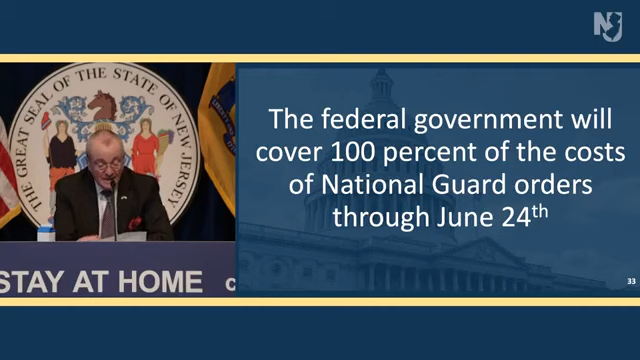 NJ
THE GREAT SEAL OF THE STATE OF NEW JERSEY
The federal government will
cover 100 percent of the costs
of National Guard orders
through June 24th
STAY AT HOME
33